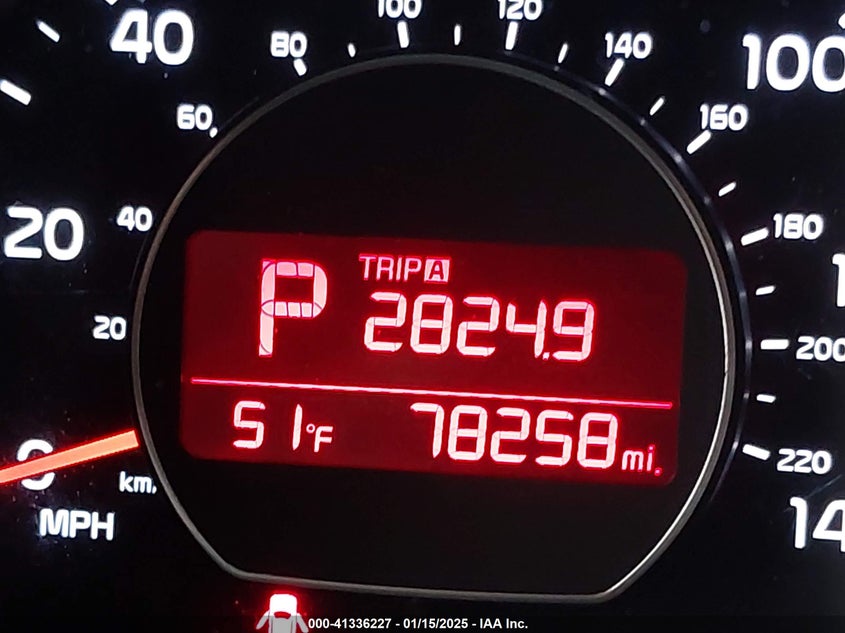 100 120
40 80 140 100
60 160
20 40 180
TRIP A
P 2824.9
20 200
51°F 78258 mi.
0 220
km.
MPH 14
000-41336227 - 01/15/2025 - IAA Inc.